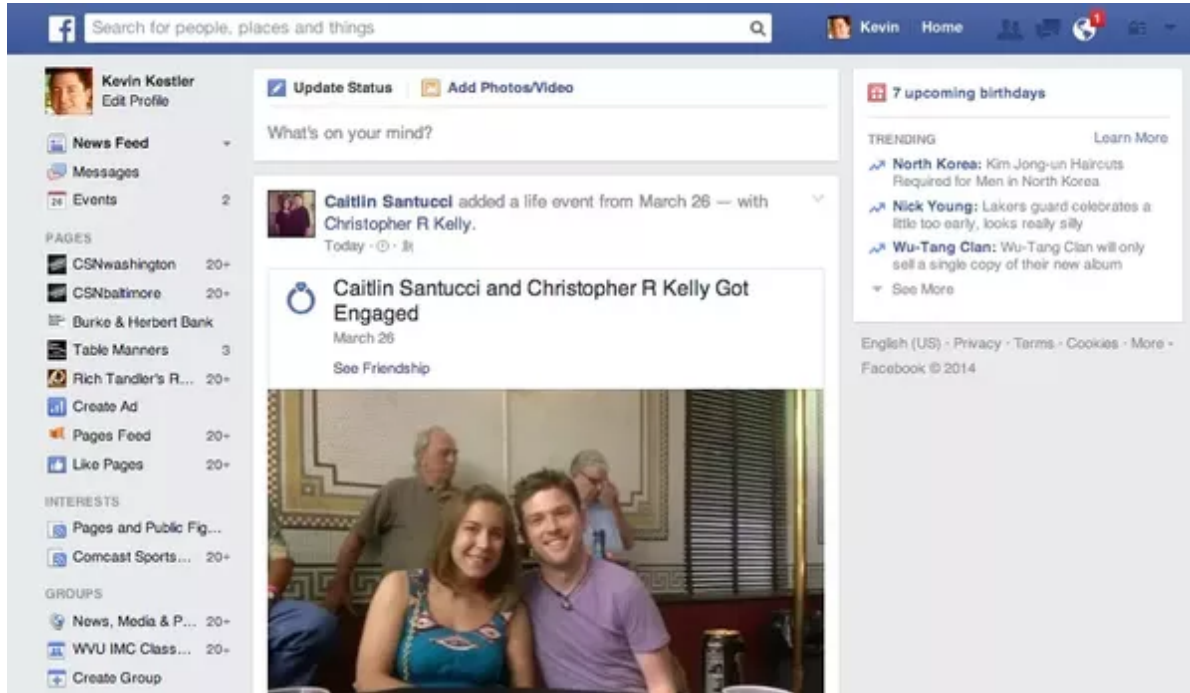 f
Search for people, places and things
Kevin
Home
1
Kevin Kestler
Edit Profile
News Feed
Messages
26 Events 2
PAGES
CSNwashington 20+
CSNbaltimore 20+
Burke & Herbert Bank
Table Manners 3
Rich Tandler's R... 20+
Create Ad
Pages Feed 20+
Like Pages 20+
INTERESTS
Pages and Public Fig...
Comcast Sports... 20+
GROUPS
News, Media & P... 20+
WVU IMC Class... 20+
Create Group
Update Status
Add Photos/Video
What's on your mind?
Caitlin Santucci added a life event from March 26 — with
Christopher R Kelly.
Today ·
Caitlin Santucci and Christopher R Kelly Got
Engaged
March 26
See Friendship
7 upcoming birthdays
TRENDING Learn More
North Korea: Kim Jong-un Haircuts
Required for Men in North Korea
Nick Young: Lakers guard celebrates a
little too early, looks really silly
Wu-Tang Clan: Wu-Tang Clan will only
sell a single copy of their new album
See More
English (US) · Privacy · Terms · Cookies · More
Facebook © 2014